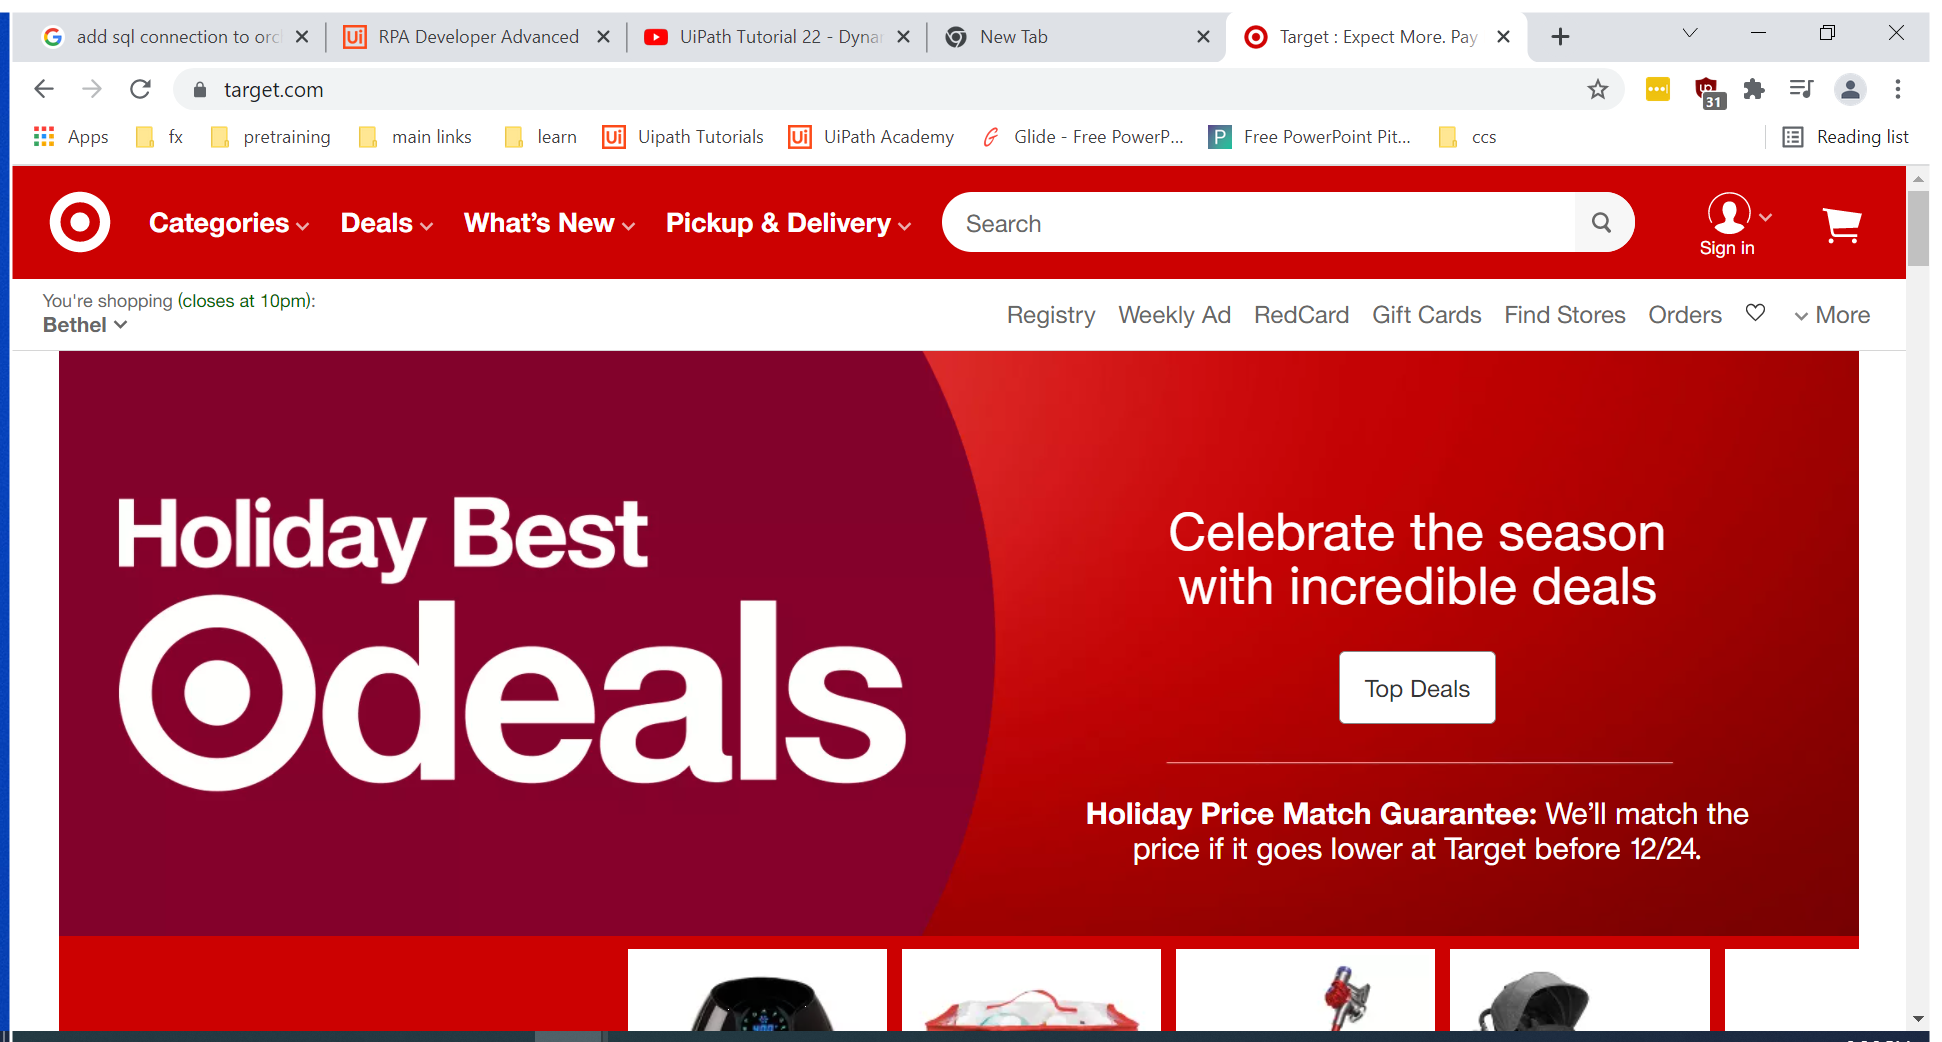 add sql connection to orc
RPA Developer Advanced
UiPath Tutorial 22 - Dynar
New Tab
Target : Expect More. Pay
target.com
31
Apps
fx
pretraining
main links
learn
Uipath Tutorials
UiPath Academy
Glide - Free PowerP...
Free PowerPoint Pit...
ccs
Reading list
Categories
Deals
What's New
Pickup & Delivery
Search
Sign in
You're shopping (closes at 10pm):
Bethel
Registry
Weekly Ad
RedCard
Gift Cards
Find Stores
Orders
More
Holiday Best
deals
Celebrate the season
with incredible deals
Top Deals
Holiday Price Match Guarantee: We'll match the
price if it goes lower at Target before 12/24.
400